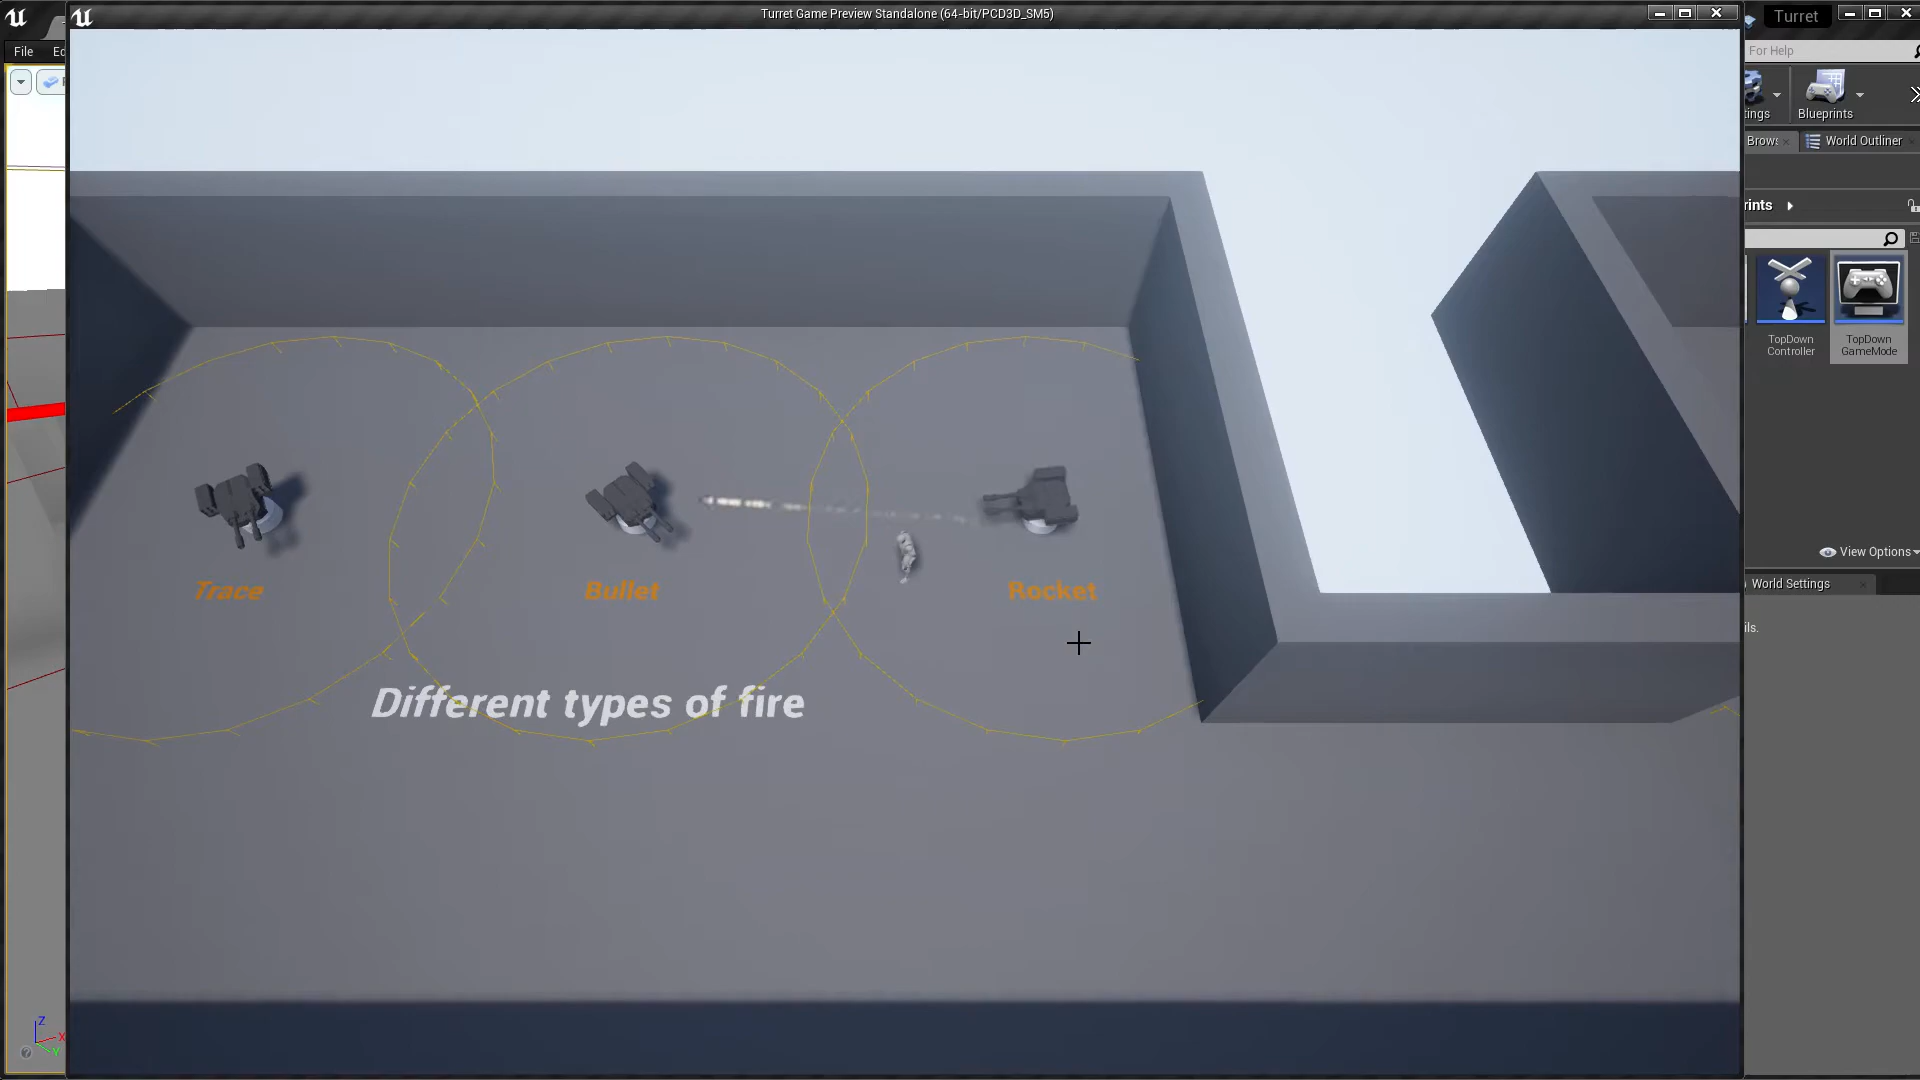 Turret Game Preview Standalone (64-bit/PCD3D_SM5)
Turret
File
For Help
Blueprints
World Outliner
TopDown
Controller
TopDown
GameMode
View Options
World Settings
Trace
Bullet
Rocket
Different types of fire
Z
X
Y